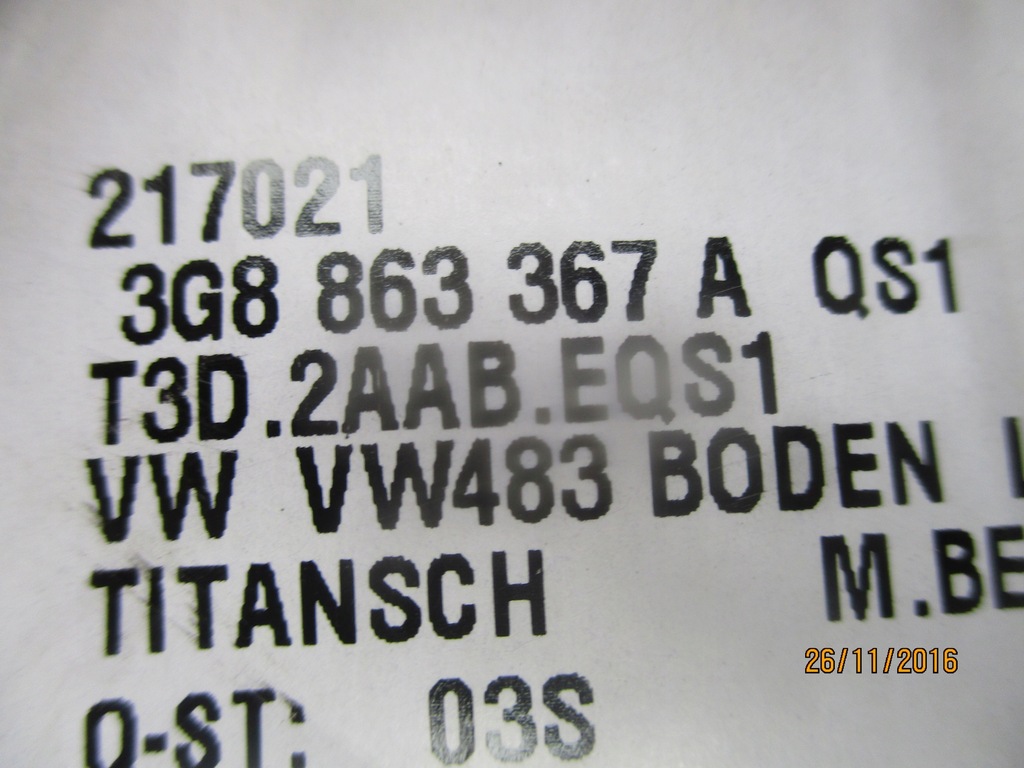 217021
3G8 863 367 A QS1
T3D.2AAB.EQS1
VW VW483 BODEN
TITANSCH M.BE
26/11/2016
Q-ST: 03S